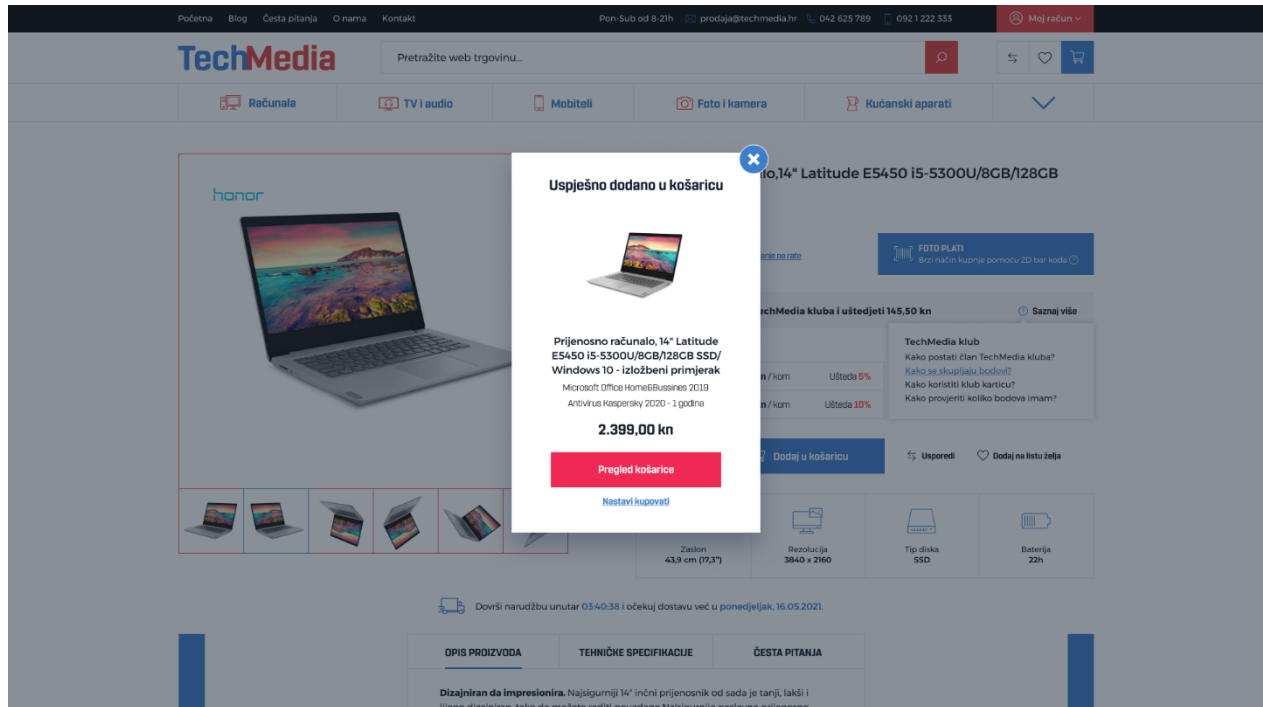 Početna Blog Česta pitanja O nama Kontakt Pon-Sub od 8-21h prodaja@techmedia.hr 042 625 789 092 1 222 333 Moj račun
TechMedia Pretražite web trgovinu...
Računala TV i audio Mobiteli Foto i kamera Kućanski aparati
honor
14" Latitude E5450 i5-5300U/8GB/128GB
Uspješno dodano u košaricu
FOTO PLATI
Brzi način kupnje pomoću 2D bar koda
na rate
kluba i uštedjeti 145,50 kn Saznaj više
Prijenosno računalo, 14" Latitude
E5450 i5-5300U/8GB/128GB SSD/
Windows 10 - izložbeni primjerak
Microsoft Office Home&Bussines 2019
Antivirus Kaspersky 2020 - 1 godina
2.399,00 kn
Pregled košarice
Nastavi kupovati
TechMedia klub
Kako postati član TechMedia kluba?
Kako se skupljaju bodovi?
Kako koristiti klub karticu?
Kako provjeriti koliko bodova imam?
/ kom Ušteda 5%
/ kom Ušteda 10%
Dodaj u košaricu Usporedi Dodaj na listu želja
Zaslon Rezolucija Tip diska Baterija
43,9 cm (17,3") 3840 x 2160 SSD 22h
Dovrši narudžbu unutar 03:40:38 i očekuj dostavu već u ponedjeljak, 16.05.2021.
OPIS PROIZVODA TEHNIČKE SPECIFIKACIJE ČESTA PITANJA
Dizajniran da impresionira. Najsigurniji 14" inčni prijenosnik od sada je tanji, lakši i